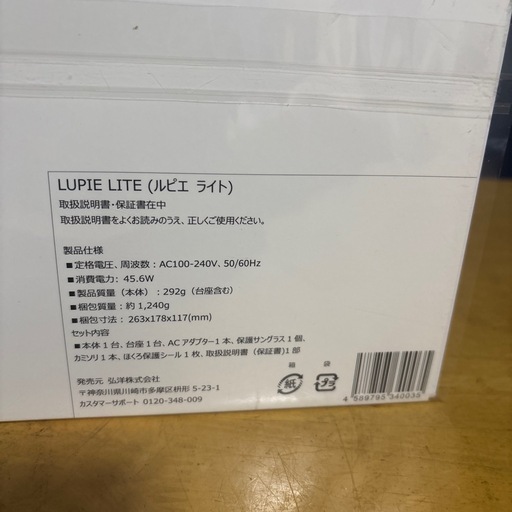 LUPIE LITE (ルピエ ライト)
取扱説明書・保証書在中
取扱説明書をよくお読みのうえ、正しくご使用ください。
製品仕様
■定格電圧、周波数：AC100-240V、50/60Hz
■消費電力：45.6W
■製品質量（本体）：292g（台座含む）
■梱包質量：約 1,240g
■梱包寸法：263x178x117(mm)
セット内容
■本体1台、台座1台、ACアダプター1本、保護サングラス1個、
カミソリ1本、ほくろ保護シール1枚、取扱説明書（保証書)1部
発売元 弘洋株式会社
〒神奈川県川崎市多摩区枡形 5-23-1
カスタマーサポート 0120-348-009
箱
袋
紙
プラ
4 589795 340035